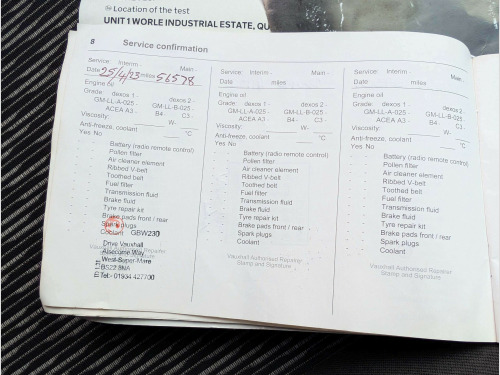 Location of the test
UNIT 1 WORLE INDUSTRIAL ESTATE, QU
8 Service confirmation
Service: Interim - Main -
Date 25/4/23 miles 56578
Engine oil
Grade: dexos 1 - dexos 2 -
GM-LL-A-025 - GM-LL-B-025 -
ACEA A3 - B4 - C3 -
Viscosity: W-
Anti-freeze, coolant °C
Yes No
Battery (radio remote control)
Pollen filter
Air cleaner element
Ribbed V-belt
Toothed belt
Fuel filter
Transmission fluid
Brake fluid
Tyre repair kit
Brake pads front / rear
Spark plugs
Coolant GBW230
Drive Vauxhall
Aisecome Way
West-Super-Mare
BS22 8NA
Tel:- 01934 427700
Service: Interim - Main -
Date miles
Engine oil
Grade: dexos 1 - dexos 2 -
GM-LL-A-025 - GM-LL-B-025 -
ACEA A3 - B4 - C3 -
Viscosity: W-
Anti-freeze, coolant °C
Yes No
Battery (radio remote control)
Pollen filter
Air cleaner element
Ribbed V-belt
Toothed belt
Fuel filter
Transmission fluid
Brake fluid
Tyre repair kit
Brake pads front / rear
Spark plugs
Coolant
Vauxhall Authorised Repairer
Stamp and Signature
Service: Interim - Main -
Date miles
Engine oil
Grade: dexos 1 - dexos 2
GM-LL-A-025 - GM-LL-B-025 -
ACEA A3 - B4 - C3 -
Viscosity: W-
Anti-freeze, coolant °C
Yes No
Battery (radio remote control)
Pollen filter
Air cleaner element
Ribbed V-belt
Toothed belt
Fuel filter
Transmission fluid
Brake fluid
Tyre repair kit
Brake pads front / rear
Spark plugs
Coolant
Vauxhall Authorised Repairer
Stamp and Signature